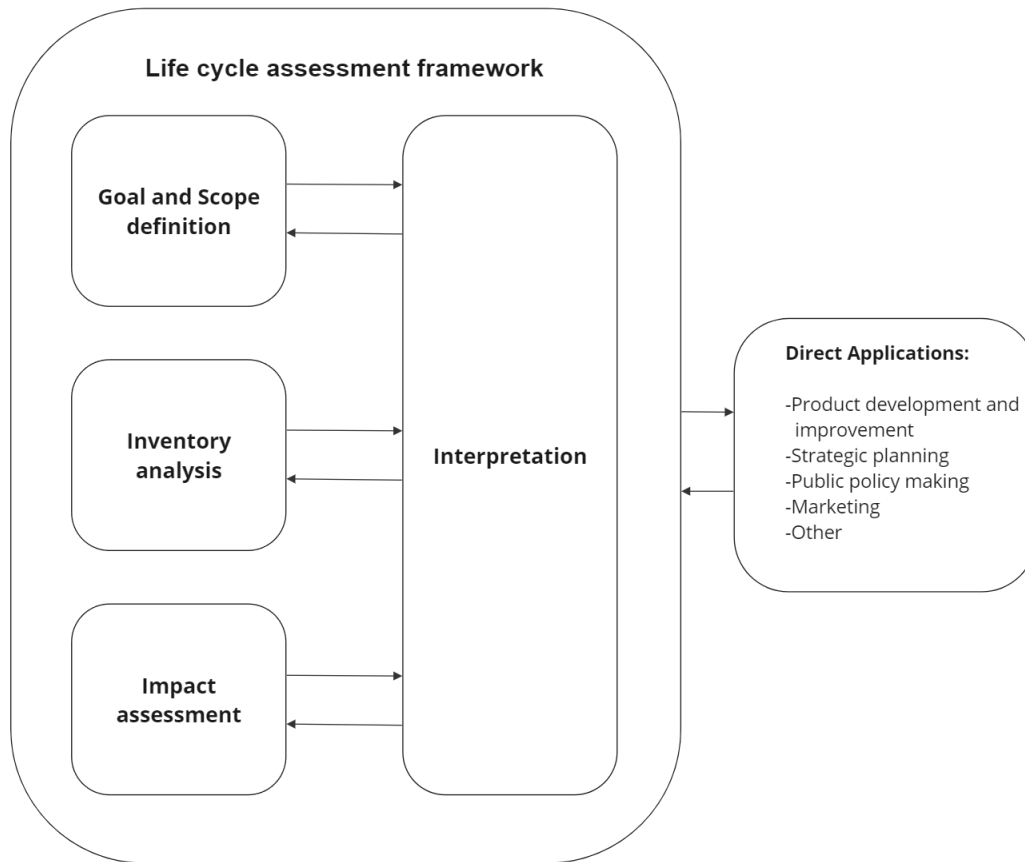 Life cycle assessment framework
Goal and Scope
definition
Inventory
analysis
Impact
assessment
Interpretation
Direct Applications:
-Product development and
improvement
-Strategic planning
-Public policy making
-Marketing
-Other